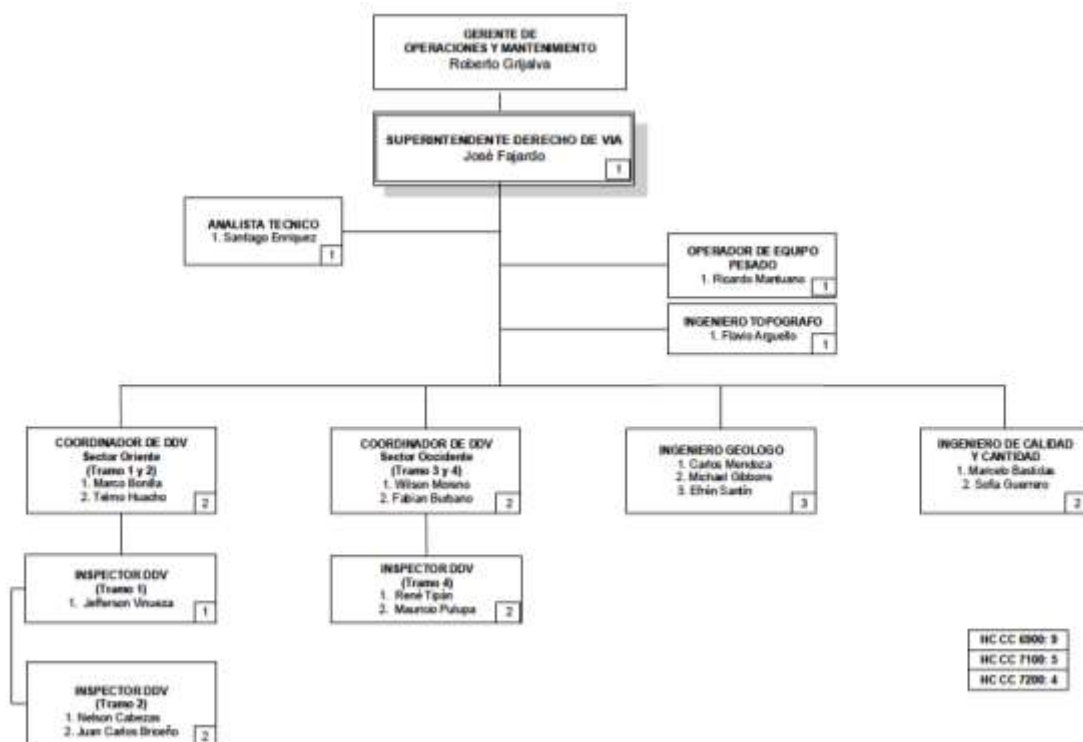 GERENTE DE
OPERACIONES Y MANTENIMIENTO
Roberto Grijalva
SUPERINTENDENTE DERECHO DE VIA
José Fajardo
1
ANALISTA TECNICO
1. Santiago Enriquez
1
OPERADOR DE EQUIPO
PESADO
1. Ricardo Mantuano
1
INGENIERO TOPOGRAFO
1. Flavio Arguello
1
COORDINADOR DE DDV
Sector Oriente
(Tramo 1 y 2)
1. Marco Bonilla
2. Telmo Huacho
2
COORDINADOR DE DDV
Sector Occidente
(Tramo 3 y 4)
1. Wilson Moreno
2. Fabian Burbano
2
INGENIERO GEOLOGO
1. Carlos Mendoza
2. Michael Gibbons
3. Efrén Santín
3
INGENIERO DE CALIDAD
Y CANTIDAD
1. Marcelo Bastidas
2. Sofía Guerrero
2
INSPECTOR DDV
(Tramo 1)
1. Jefferson Vinueza
1
INSPECTOR DDV
(Tramo 4)
1. René Tipán
2. Mauricio Pulupa
2
INSPECTOR DDV
(Tramo 2)
1. Nelson Cabezas
2. Juan Carlos Briceño
2
HC CC 6900: 9
HC CC 7100: 5
HC CC 7200: 4